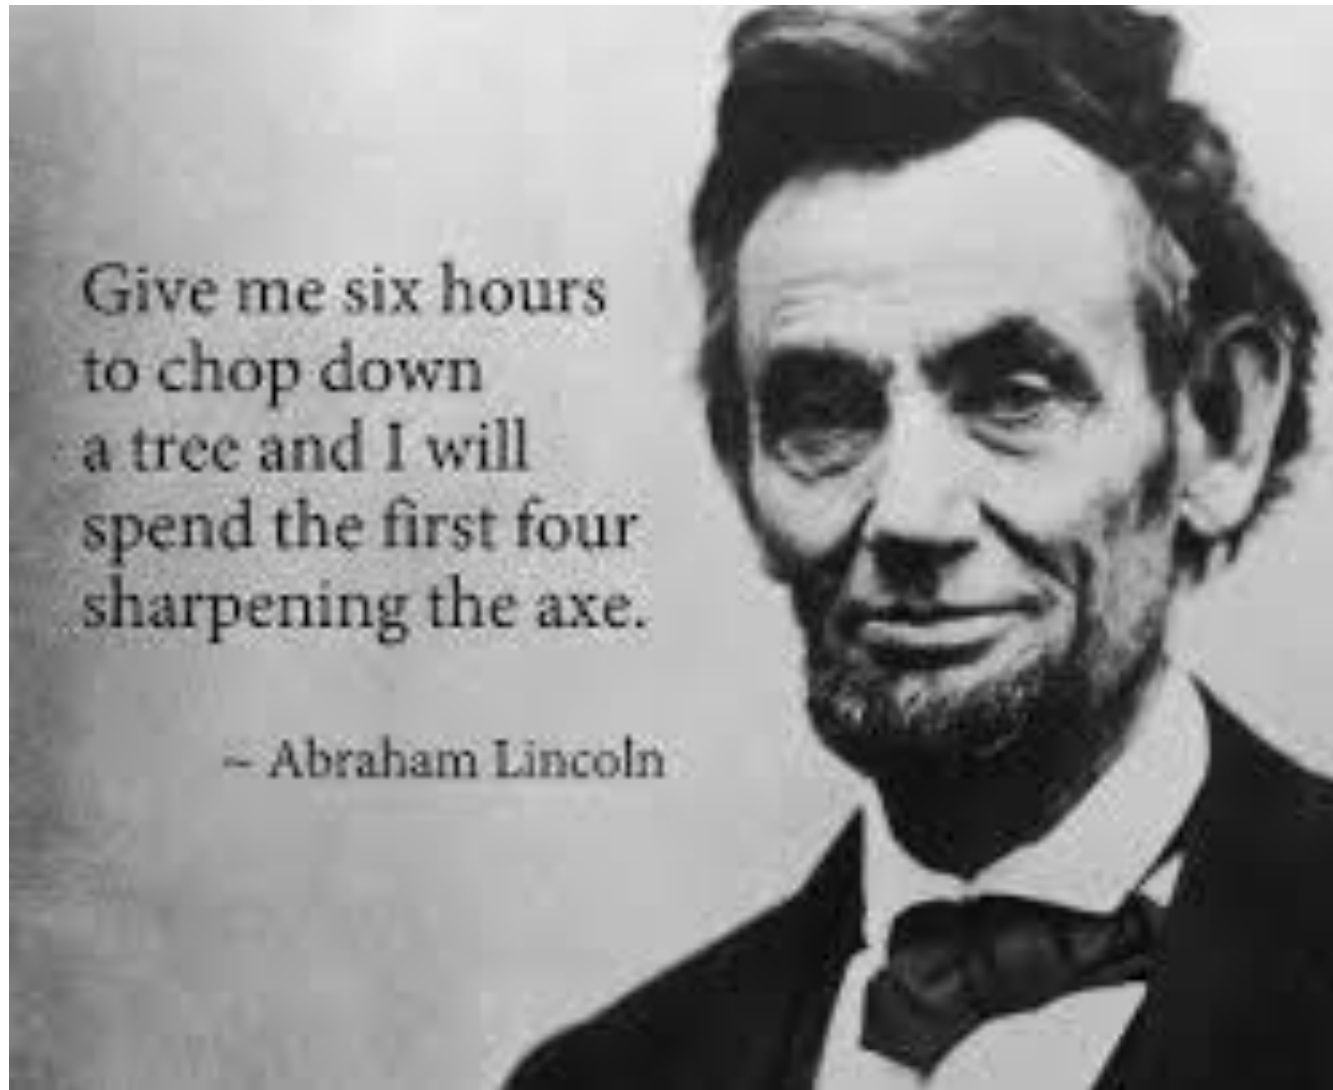 Give me six hours
to chop down
a tree and I will
spend the first four
sharpening the axe.
~ Abraham Lincoln